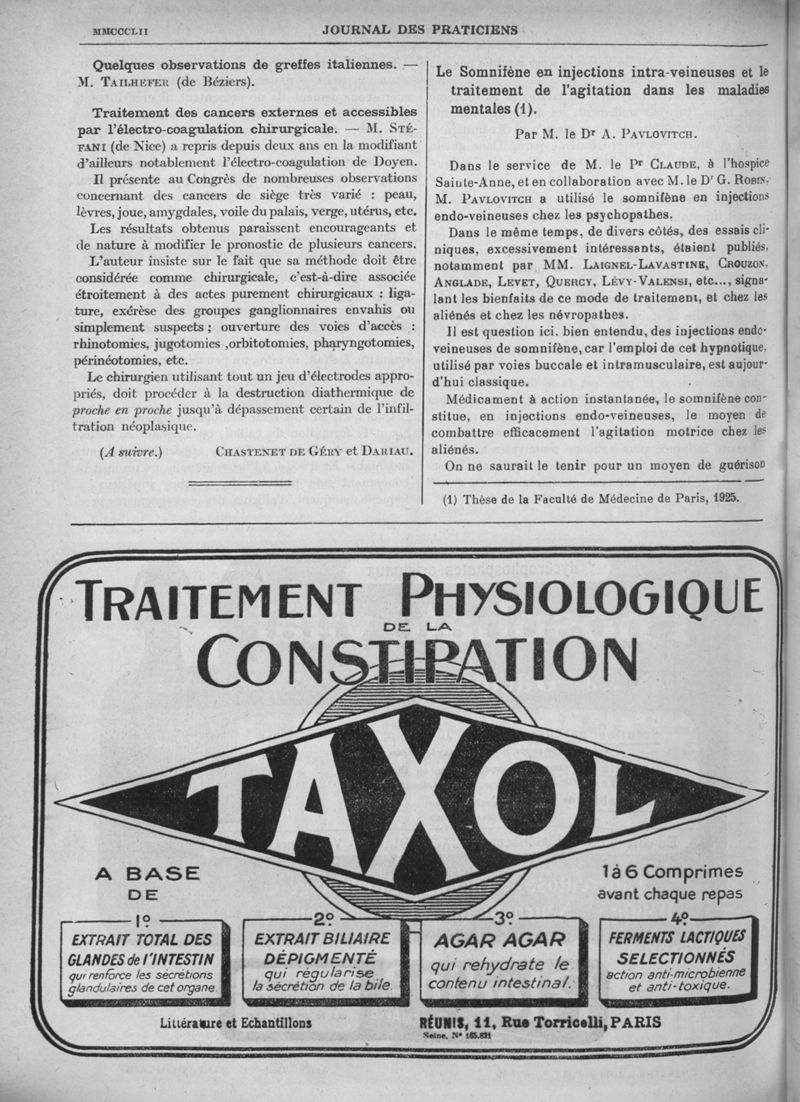 MMCCCLII
JOURNAL DES PRATICIENS
Quelques observations de greffes italiennes. —
M. TAILHEFER (de Béziers).
Traitement des cancers externes et accessibles
par l'électro-coagulation chirurgicale. — M. STÉ-
FANI (de Nice) a repris depuis deux ans en la modifiant
d'ailleurs notablement l'électro-coagulation de Doyen.
Il présente au Congrès de nombreuses observations
concernant des cancers de siège très varié : peau,
lèvres, joue, amygdales, voile du palais, verge, utérus, etc.
Les résultats obtenus paraissent encourageants et
de nature à modifier le pronostic de plusieurs cancers.
L'auteur insiste sur le fait que sa méthode doit être
considérée comme chirurgicale, c'est-à-dire associée
étroitement à des actes purement chirurgicaux : liga-
ture, exérèse des groupes ganglionnaires envahis ou
simplement suspects ; ouverture des voies d'accès :
rhinotomies, jugotomies ,orbitotomies, pharyngotomies,
périnéotomies, etc.
Le chirurgien utilisant tout un jeu d'électrodes appro-
priés, doit procéder à la destruction diathermique de
proche en proche jusqu'à dépassement certain de l'infil-
tration néoplasique.
(A suivre.) CHASTENET DE GÉRY et DARIAU.
Le Somnifène en injections intra-veineuses et le
traitement de l'agitation dans les maladies
mentales (1).
Par M. le Dr A. PAVLOVITCH.
Dans le service de M. le Pr CLAUDE, à l'hospice
Sainte-Anne, et en collaboration avec M. le Dr G. ROBIN,
M. PAVLOVITCH a utilisé le somnifène en injections
endo-veineuses chez les psychopathes.
Dans le même temps, de divers côtés, des essais cli-
niques, excessivement intéressants, étaient publiés,
notamment par MM. LAIGNEL-LAVASTINE, CROUZON,
ANGLADE, LEVET, QUERCY, LÉVY-VALENSI, etc..., signa-
lant les bienfaits de ce mode de traitement, et chez les
aliénés et chez les névropathes.
Il est question ici. bien entendu, des injections endo-
veineuses de somnifène, car l'emploi de cet hypnotique,
utilisé par voies buccale et intramusculaire, est aujour-
d'hui classique.
Médicament à action instantanée, le somnifène con-
stitue, en injections endo-veineuses, le moyen de
combattre efficacement l'agitation motrice chez les
aliénés.
On ne saurait le tenir pour un moyen de guérison
(1) Thèse de la Faculté de Médecine de Paris, 1925.
TRAITEMENT PHYSIOLOGIQUE
DE LA
CONSTIPATION
TAXOL
A BASE
DE
1 à 6 Comprimes
avant chaque repas
1º
EXTRAIT TOTAL DES
GLANDES de l'INTESTIN
qui renforce les sécrétions
glandulaires de cet organe.
2º
EXTRAIT BILIAIRE
DÉPIGMENTÉ
qui régularise
la sécrétion de la bile.
3º
AGAR AGAR
qui rehydrate le
contenu intestinal.
4º
FERMENTS LACTIQUES
SELECTIONNÉS
action anti-microbienne
et anti-toxique.
Littérature et Echantillons
RÉUNIS, 11, Rue Torricelli, PARIS
Seine, Nº 165.831